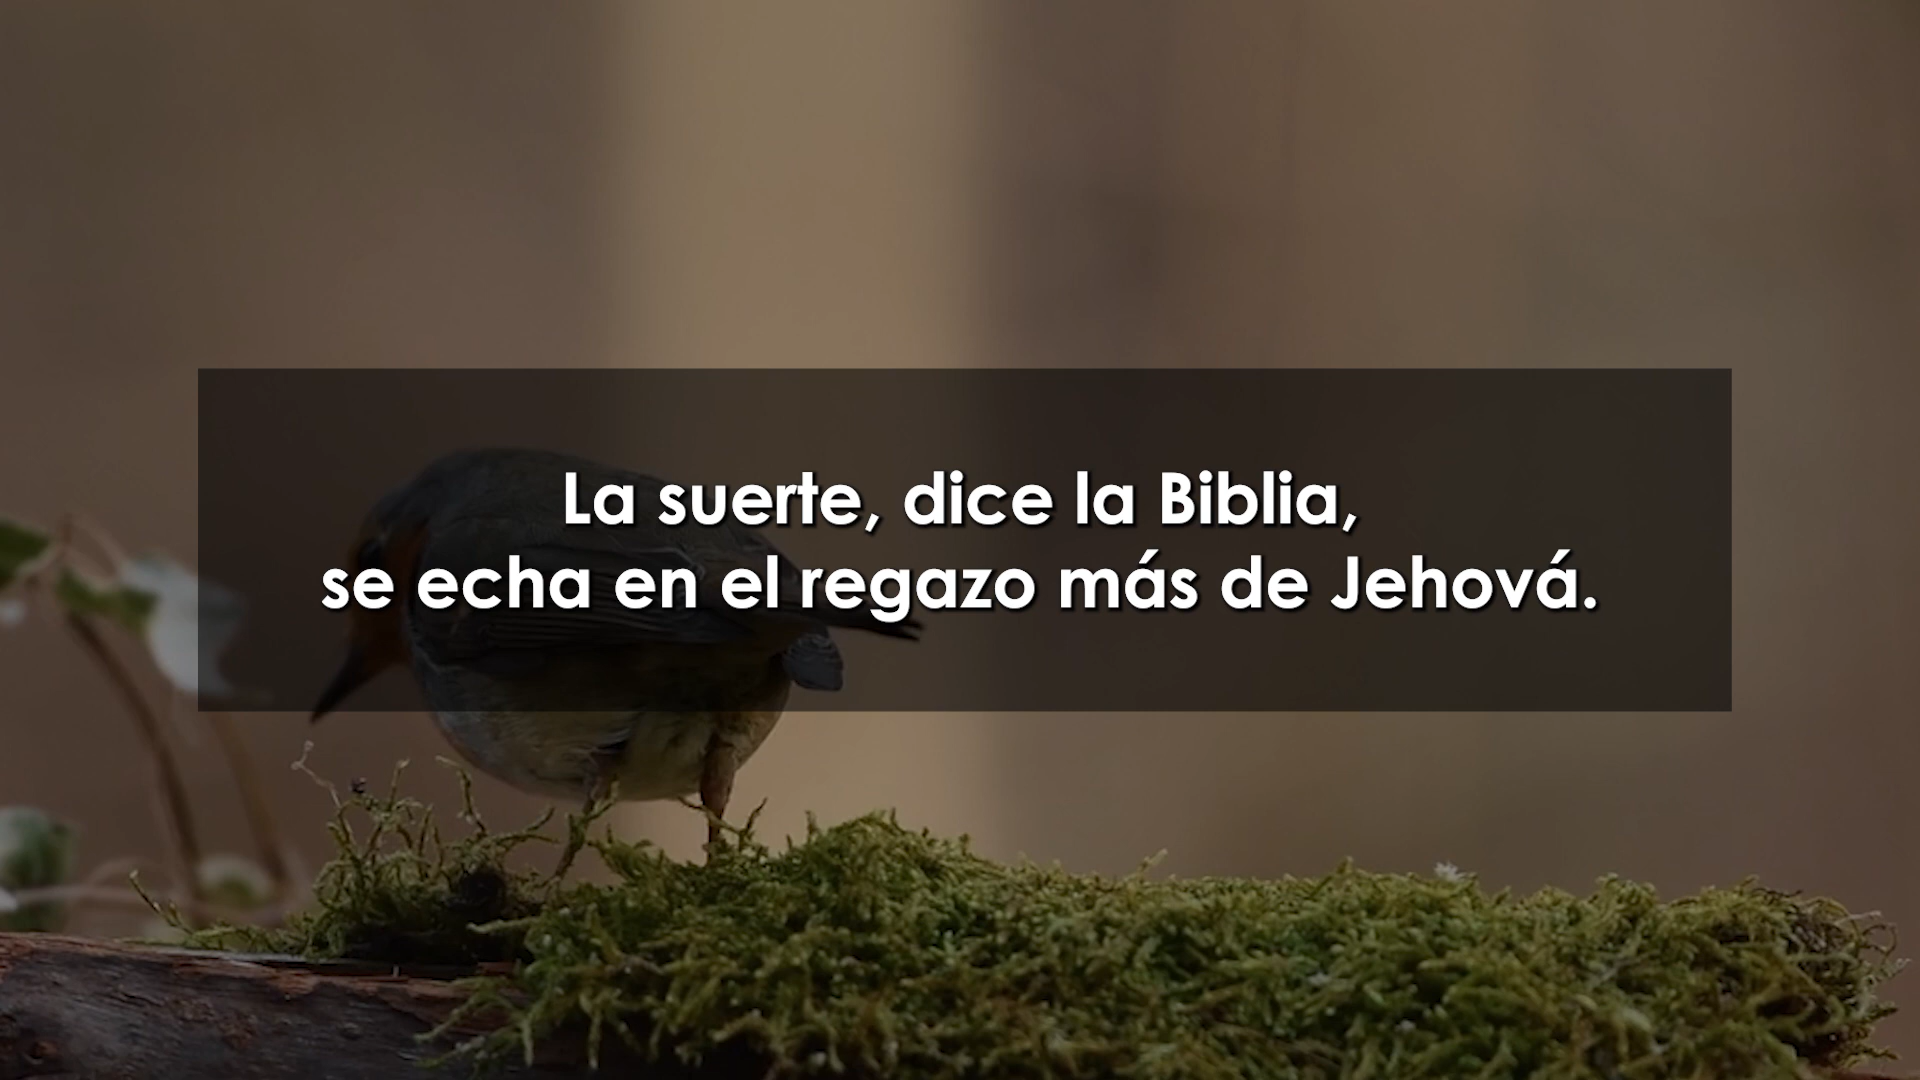 La suerte, dice la Biblia,
se echa en el regazo más de Jehová.